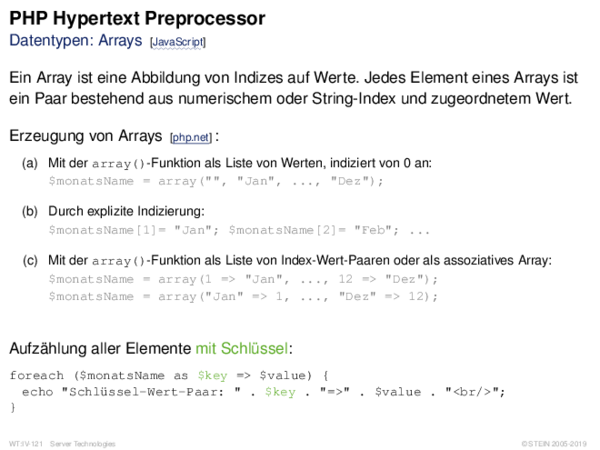 PHP Hypertext Preprocessor
Datentypen: Arrays [JavaScript]
Ein Array ist eine Abbildung von Indizes auf Werte. Jedes Element eines Arrays ist
ein Paar bestehend aus numerischem oder String-Index und zugeordnetem Wert.
Erzeugung von Arrays [php.net] :
(a) Mit der array()-Funktion als Liste von Werten, indiziert von 0 an:
$monatsName = array("", "Jan", ..., "Dez");
(b) Durch explizite Indizierung:
$monatsName[1]= "Jan"; $monatsName[2]= "Feb"; ...
(c) Mit der array()-Funktion als Liste von Index-Wert-Paaren oder als assoziatives Array:
$monatsName = array(1 => "Jan", ..., 12 => "Dez");
$monatsName = array("Jan" => 1, ..., "Dez" => 12);
Aufzählung aller Elemente mit Schlüssel:
foreach ($monatsName as $key => $value) {
echo "Schlüssel-Wert-Paar: " . $key . "=>" . $value . "<br/>";
}
WT:IV-121 Server Technologies © STEIN 2005-2019